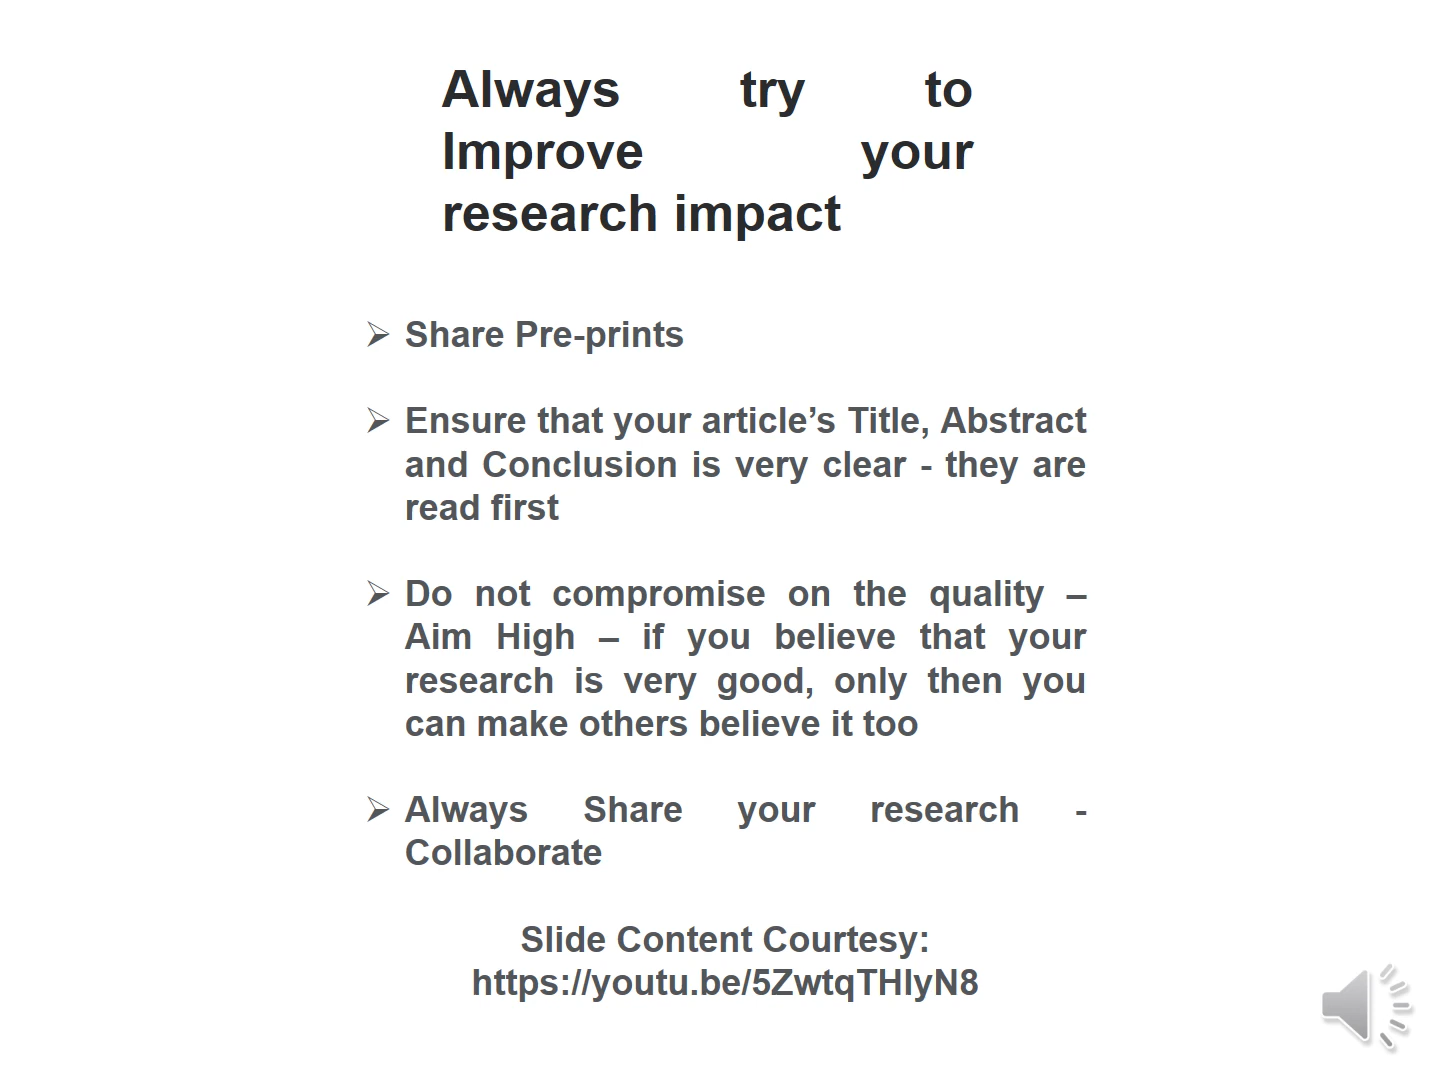 Always try to
Improve your
research impact
Share Pre-prints
Ensure that your article’s Title, Abstract
and Conclusion is very clear - they are
read first
Do not compromise on the quality –
Aim High – if you believe that your
research is very good, only then you
can make others believe it too
Always Share your research -
Collaborate
Slide Content Courtesy:
https://youtu.be/5ZwtqTHlyN8